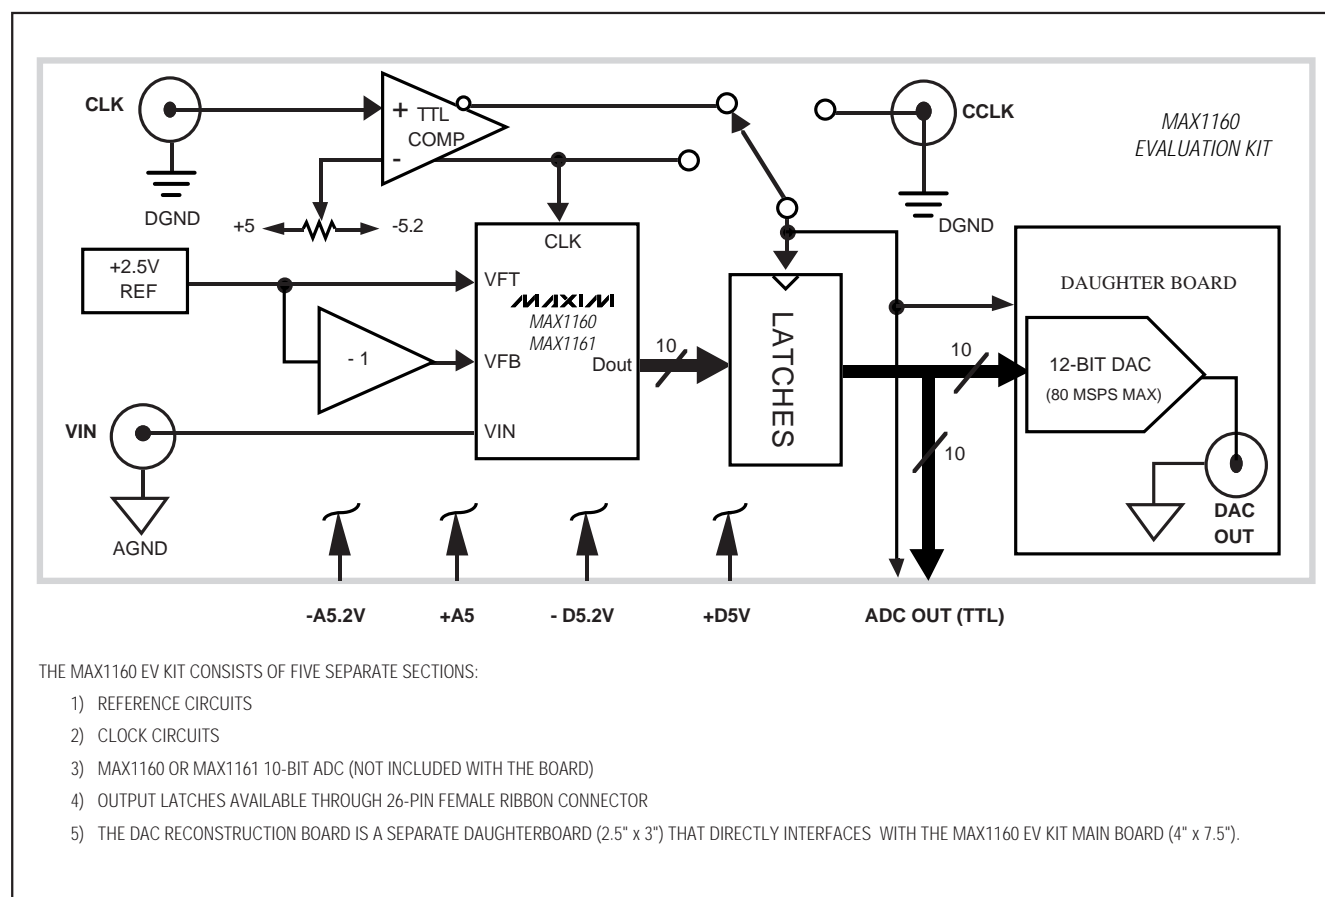 CLK
+ TTL
COMP
-
CCLK
MAX1160
EVALUATION KIT
DGND
+5
-5.2
DGND
+2.5V
REF
CLK
VFT
MAXIM
MAX1160
MAX1161
VFB
Dout
VIN
- 1
10
LATCHES
10
10
DAUGHTER BOARD
12-BIT DAC
(80 MSPS MAX)
DAC
OUT
VIN
AGND
-A5.2V
+A5
- D5.2V
+D5V
ADC OUT (TTL)
THE MAX1160 EV KIT CONSISTS OF FIVE SEPARATE SECTIONS:
1) REFERENCE CIRCUITS
2) CLOCK CIRCUITS
3) MAX1160 OR MAX1161 10-BIT ADC (NOT INCLUDED WITH THE BOARD)
4) OUTPUT LATCHES AVAILABLE THROUGH 26-PIN FEMALE RIBBON CONNECTOR
5) THE DAC RECONSTRUCTION BOARD IS A SEPARATE DAUGHTERBOARD (2.5" x 3") THAT DIRECTLY INTERFACES WITH THE MAX1160 EV KIT MAIN BOARD (4" x 7.5").